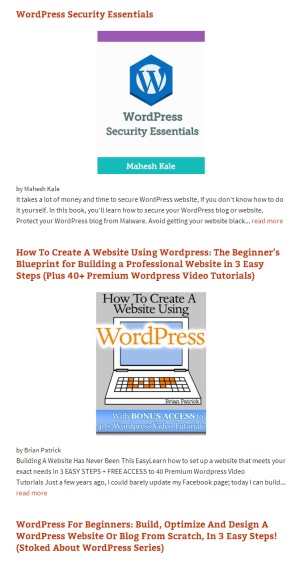 WordPress Security Essentials
WordPress
Security Essentials
Mahesh Kale
by Mahesh Kale
It takes a lot of money and time to secure WordPress website, If you don't know how to do
it yourself. In this book, you'll learn how to secure your WordPress blog or website.
Protect your WordPress blog from Malware. Avoid getting your website black... read more
How To Create A Website Using Wordpress: The Beginner's
Blueprint for Building a Professional Website in 3 Easy
Steps (Plus 40+ Premium Wordpress Video Tutorials)
How To Create A
Website Using
WordPress
Brian Patrick
With BONUS ACCESS to
40+ Wordpress Video Tutorials
by Brian Patrick
Building A Website Has Never Been This EasyLearn how to set up a website that meets your
exact needs in 3 EASY STEPS + FREE ACCESS to 40 Premium Wordpress Video
Tutorials Just a few years ago, I could barely update my Facebook page; today I can build...
read more
WordPress For Beginners: Build, Optimize And Design A
WordPress Website Or Blog From Scratch, In 3 Easy Steps!
(Stoked About WordPress Series)